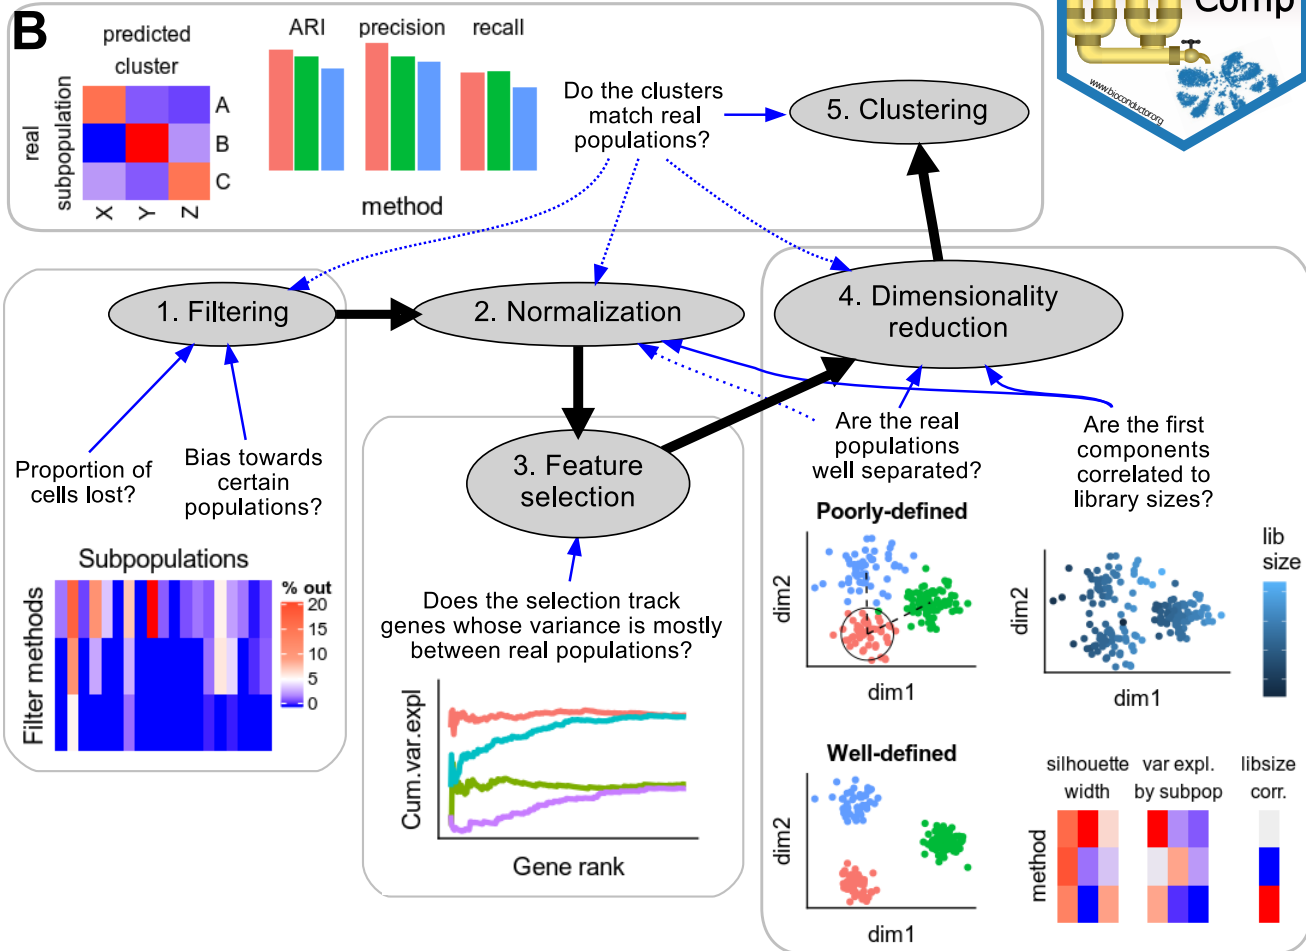 B
predicted
cluster
real
subpopulation
A
B
C
X
Y
Z
ARI
precision
recall
method
Do the clusters
match real
populations?
5. Clustering
Comp
www.bioconductor.org
1. Filtering
2. Normalization
4. Dimensionality
reduction
3. Feature
selection
Proportion of
cells lost?
Bias towards
certain
populations?
Subpopulations
Filter methods
% out
20
15
10
5
0
Does the selection track
genes whose variance is mostly
between real populations?
Cum.var.expl
Gene rank
Are the real
populations
well separated?
Are the first
components
correlated to
library sizes?
Poorly-defined
dim2
dim1
dim2
dim1
lib
size
Well-defined
dim2
dim1
silhouette
width
var expl.
by subpop
libsize
corr.
method